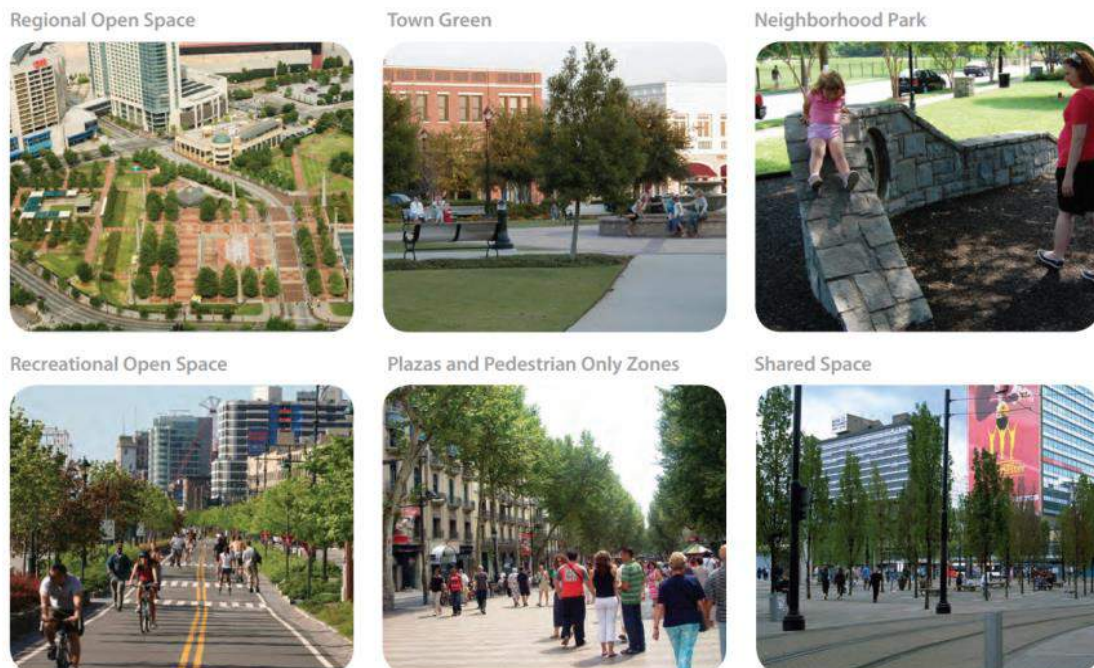 Regional Open Space
Town Green
Neighborhood Park
Recreational Open Space
Plazas and Pedestrian Only Zones
Shared Space